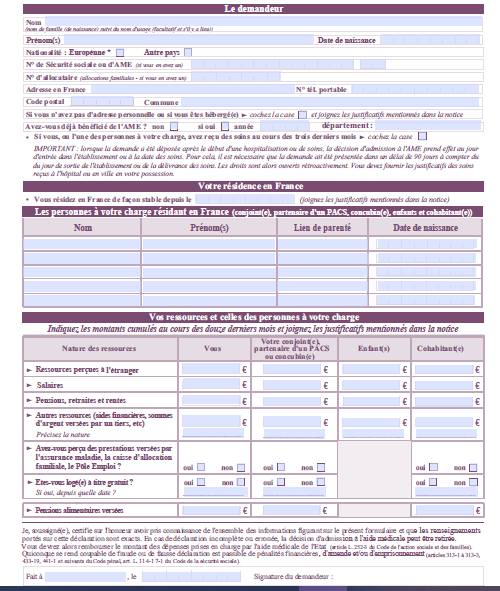 Le demandeur
Nom
(nom de famille (de naissance) suivi du nom d'usage (facultatif et s'il y a lieu))
Prénom(s) Date de naissance
Nationalité : Européenne * Autre pays
N° de Sécurité sociale ou d'AME (si vous en avez un)
N° d'allocataire (allocations familiales - si vous en avez un)
Adresse en France N° tél. portable
Code postal Commune
Si vous n'avez pas d'adresse personnelle ou si vous êtes hébergé(e) ► cochez la case et joignez les justificatifs mentionnés dans la notice
Avez-vous déjà bénéficié de l'AME ? non si oui année département :
• Si vous, ou l'une des personnes à votre charge, avez reçu des soins au cours des trois derniers mois ► cochez la case
IMPORTANT : lorsque la demande a été déposée après le début d'une hospitalisation ou de soins, la décision d'admission à l'AME prend effet au jour
d'entrée dans l'établissement ou à la date des soins. Pour cela, il est nécessaire que la demande ait été présentée dans un délai de 90 jours à compter du
du jour de sortie de l'établissement ou de la délivrance des soins. Les droits sont alors ouverts rétroactivement. Vous devez fournir les justificatifs des soins
reçus à l'hôpital ou en ville en votre possession.
Votre résidence en France
• Vous résidez en France de façon stable depuis le (joignez les justificatifs mentionnés dans la notice)
Les personnes à votre charge résidant en France (conjoint(e), partenaire d'un PACS, concubin(e), enfants et cohabitant(e))
Nom Prénom(s) Lien de parenté Date de naissance
Vos ressources et celles des personnes à votre charge
Indiquez les montants cumulés au cours des douze derniers mois et joignez les justificatifs mentionnés dans la notice
Nature des ressources Vous Votre conjoint(e), partenaire d'un PACS ou concubin(e) Enfant(s) Cohabitant(e)
► Ressources perçues à l'étranger € € € €
► Salaires € € € €
► Pensions, retraites et rentes € € € €
► Autres ressources (aides financières, sommes
d'argent versées par un tiers, etc) € € € €
Précisez la nature
► Avez-vous perçu des prestations versées par
l'assurance maladie, la caisse d'allocation
familiale, le Pôle Emploi ? oui non oui non oui non
► Etes-vous logé(e) à titre gratuit ? oui non oui non oui non
Si oui, depuis quelle date ?
► Pensions alimentaires versées € € € €
Je, soussigné(e), certifie sur l'honneur avoir pris connaissance de l'ensemble des informations figurant sur le présent formulaire et que les renseignements
portés sur cette déclaration sont exacts. En cas de déclaration incomplète ou erronée, la décision d'admission à l'aide médicale peut être retirée.
Vous devrez alors rembourser le montant des dépenses prises en charge par l'aide médicale de l'Etat (article L. 252-3 du Code de l'action sociale et des familles).
Quiconque se rend coupable de fraude ou de fausse déclaration est passible de pénalités financières, d'amende et/ou d'emprisonnement (articles 313-1 à 313-3,
433-19, 441-1 et suivants du Code pénal, art. L. 114-17-1 du Code de la sécurité sociale).
Fait à , le Signature du demandeur :